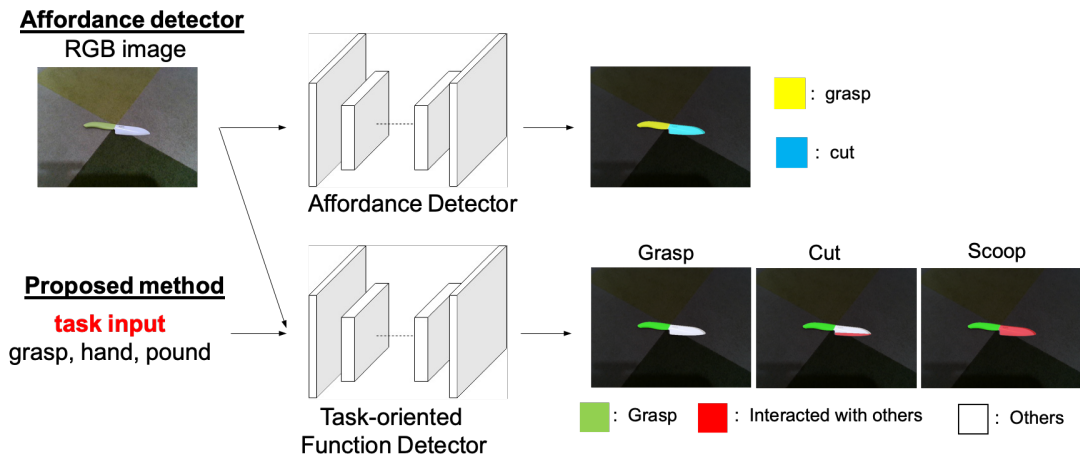 Affordance detector
RGB image
: grasp
: cut
Affordance Detector
Proposed method
task input
grasp, hand, pound
Task-oriented
Function Detector
Grasp
Cut
Scoop
: Grasp
: Interacted with others
: Others